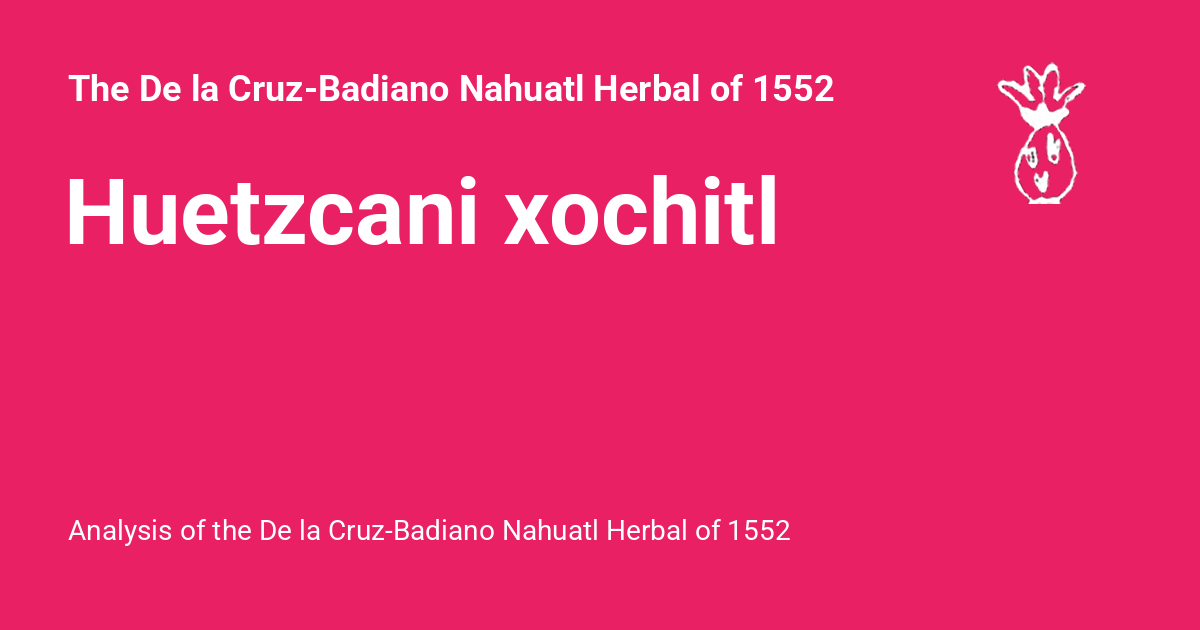 The De la Cruz-Badiano Nahuatl Herbal of 1552
Huetzcani xochitl
Analysis of the De la Cruz-Badiano Nahuatl Herbal of 1552